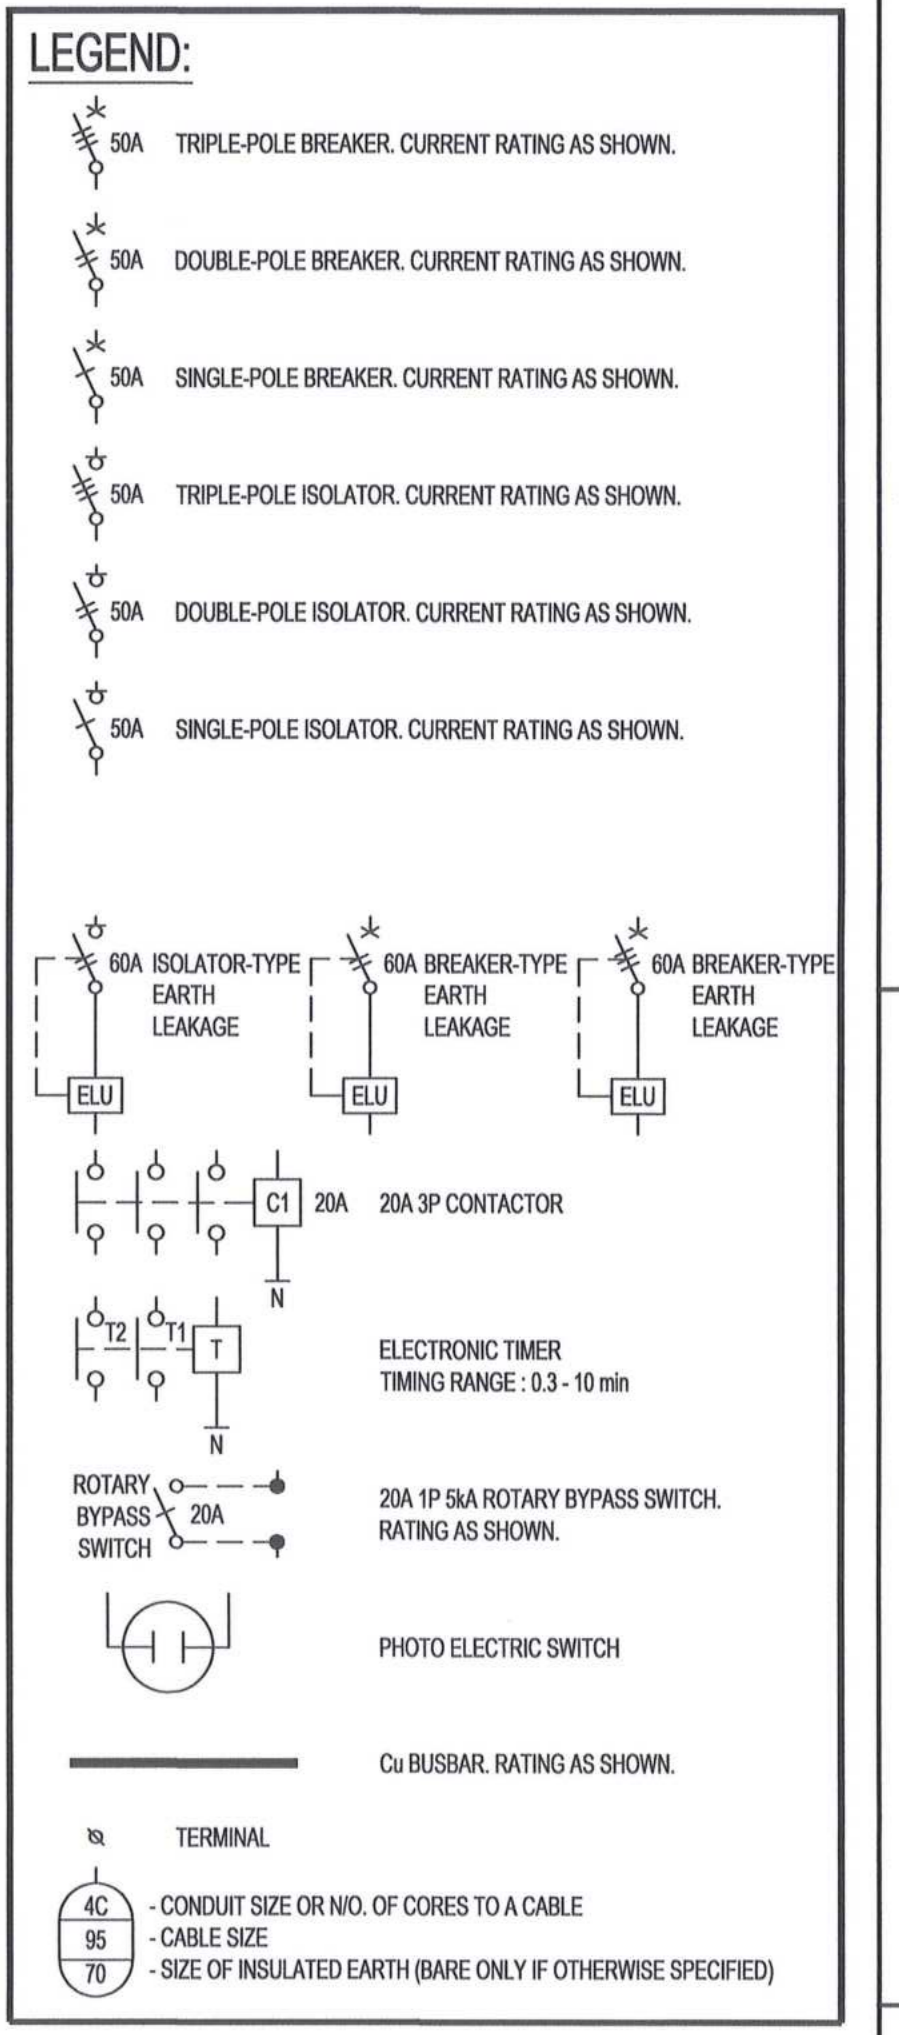 LEGEND:
50A TRIPLE-POLE BREAKER. CURRENT RATING AS SHOWN.
50A DOUBLE-POLE BREAKER. CURRENT RATING AS SHOWN.
50A SINGLE-POLE BREAKER. CURRENT RATING AS SHOWN.
50A TRIPLE-POLE ISOLATOR. CURRENT RATING AS SHOWN.
50A DOUBLE-POLE ISOLATOR. CURRENT RATING AS SHOWN.
50A SINGLE-POLE ISOLATOR. CURRENT RATING AS SHOWN.
60A ISOLATOR-TYPE
EARTH
LEAKAGE
ELU
60A BREAKER-TYPE
EARTH
LEAKAGE
ELU
60A BREAKER-TYPE
EARTH
LEAKAGE
ELU
C1 20A 20A 3P CONTACTOR
N
T2 T1 T
N
ELECTRONIC TIMER
TIMING RANGE : 0.3 - 10 min
ROTARY
BYPASS 20A
SWITCH
20A 1P 5kA ROTARY BYPASS SWITCH.
RATING AS SHOWN.
PHOTO ELECTRIC SWITCH
Cu BUSBAR. RATING AS SHOWN.
TERMINAL
4C - CONDUIT SIZE OR N/O. OF CORES TO A CABLE
95 - CABLE SIZE
70 - SIZE OF INSULATED EARTH (BARE ONLY IF OTHERWISE SPECIFIED)